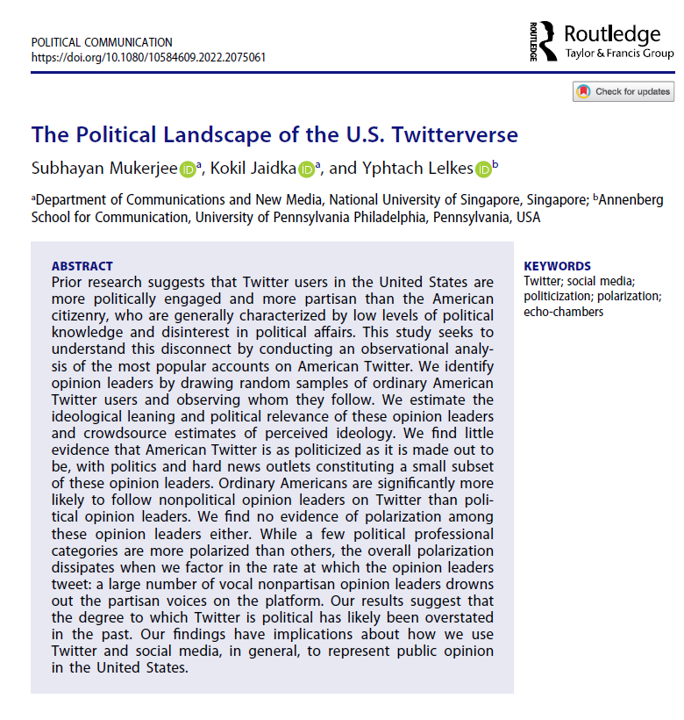 POLITICAL COMMUNICATION
https://doi.org/10.1080/10584609.2022.2075061
ROUTLEDGE
Routledge
Taylor & Francis Group
Check for updates
The Political Landscape of the U.S. Twitterverse
Subhayan Mukerjee iD a, Kokil Jaidka iD a, and Yphtach Lelkes iD b
aDepartment of Communications and New Media, National University of Singapore, Singapore; bAnnenberg
School for Communication, University of Pennsylvania Philadelphia, Pennsylvania, USA
ABSTRACT
Prior research suggests that Twitter users in the United States are
more politically engaged and more partisan than the American
citizenry, who are generally characterized by low levels of political
knowledge and disinterest in political affairs. This study seeks to
understand this disconnect by conducting an observational analy-
sis of the most popular accounts on American Twitter. We identify
opinion leaders by drawing random samples of ordinary American
Twitter users and observing whom they follow. We estimate the
ideological leaning and political relevance of these opinion leaders
and crowdsource estimates of perceived ideology. We find little
evidence that American Twitter is as politicized as it is made out to
be, with politics and hard news outlets constituting a small subset
of these opinion leaders. Ordinary Americans are significantly more
likely to follow nonpolitical opinion leaders on Twitter than poli-
tical opinion leaders. We find no evidence of polarization among
these opinion leaders either. While a few political professional
categories are more polarized than others, the overall polarization
dissipates when we factor in the rate at which the opinion leaders
tweet: a large number of vocal nonpartisan opinion leaders drowns
out the partisan voices on the platform. Our results suggest that
the degree to which Twitter is political has likely been overstated
in the past. Our findings have implications about how we use
Twitter and social media, in general, to represent public opinion
in the United States.
KEYWORDS
Twitter; social media;
politicization; polarization;
echo-chambers